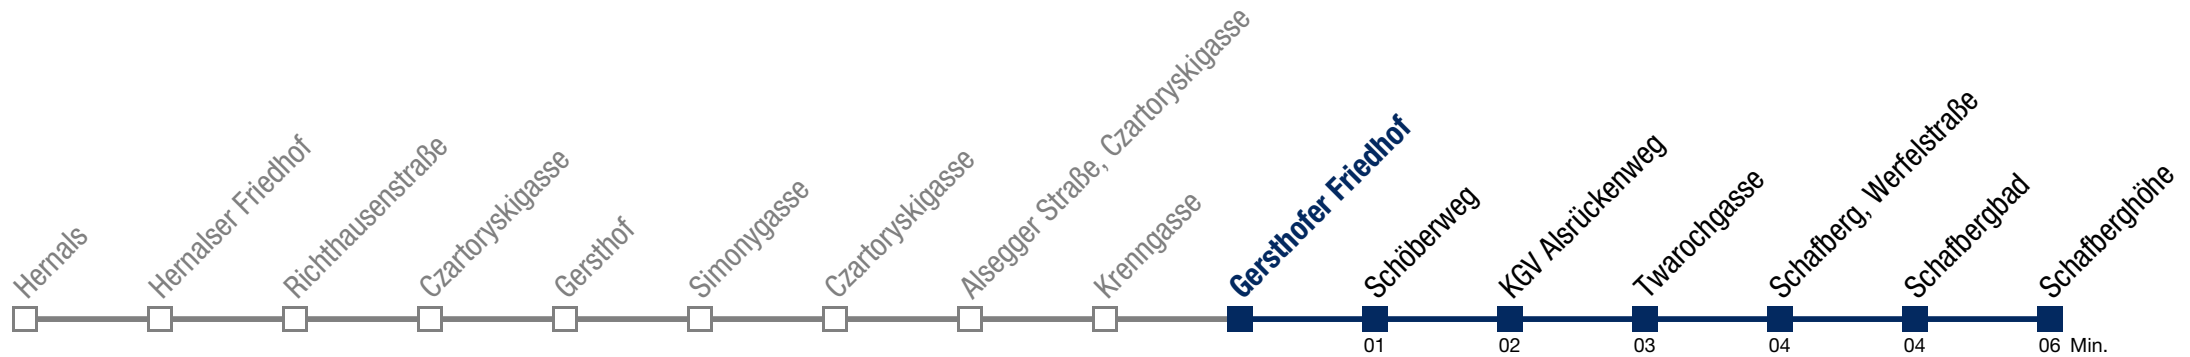 Hernals
Hernalser Friedhof
Richthausenstraße
Czartoryskigasse
Gersthof
Simonygasse
Czartoryskigasse
Alsegger Straße, Czartoryskigasse
Krenngasse
Gersthofer Friedhof
Schöberweg
KGV Alsrückenweg
Twarochgasse
Schafberg, Werfelstraße
Schafbergbad
Schafberghöhe
01 02 03 04 04 06 Min.